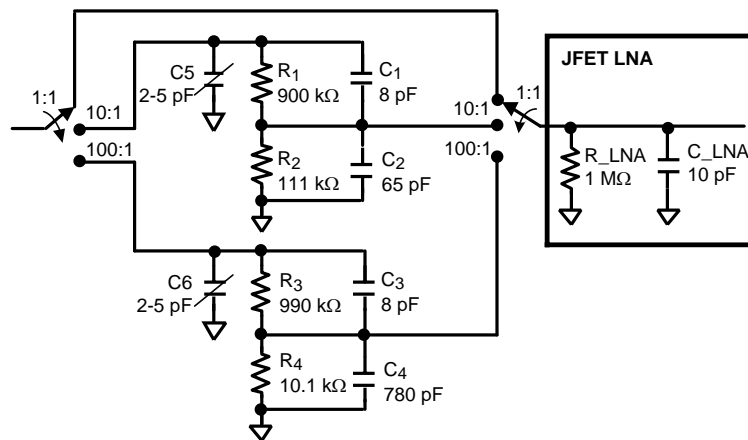 JFET LNA
1:1
10:1
100:1
C5
2-5 pF
R1
900 kΩ
C1
8 pF
R2
111 kΩ
C2
65 pF
1:1
10:1
100:1
R_LNA
1 MΩ
C_LNA
10 pF
C6
2-5 pF
R3
990 kΩ
C3
8 pF
R4
10.1 kΩ
C4
780 pF